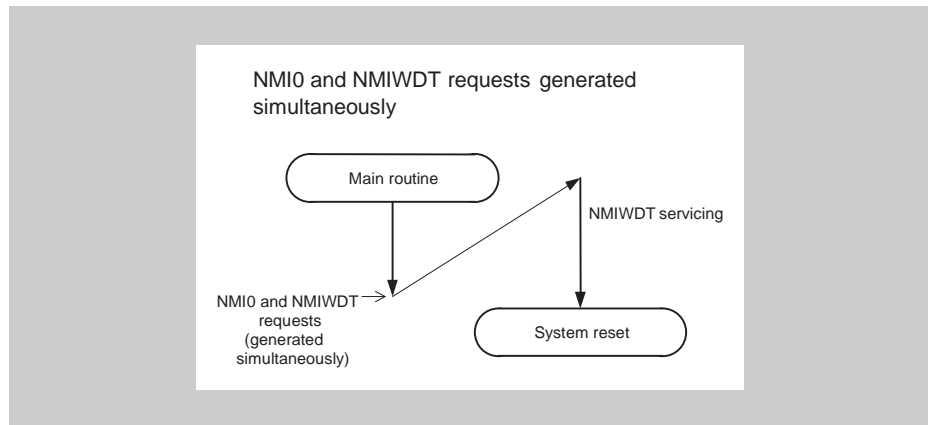 NMI0 and NMIWDT requests generated
simultaneously
Main routine
NMIWDT servicing
NMI0 and NMIWDT
requests
(generated
simultaneously)
System reset